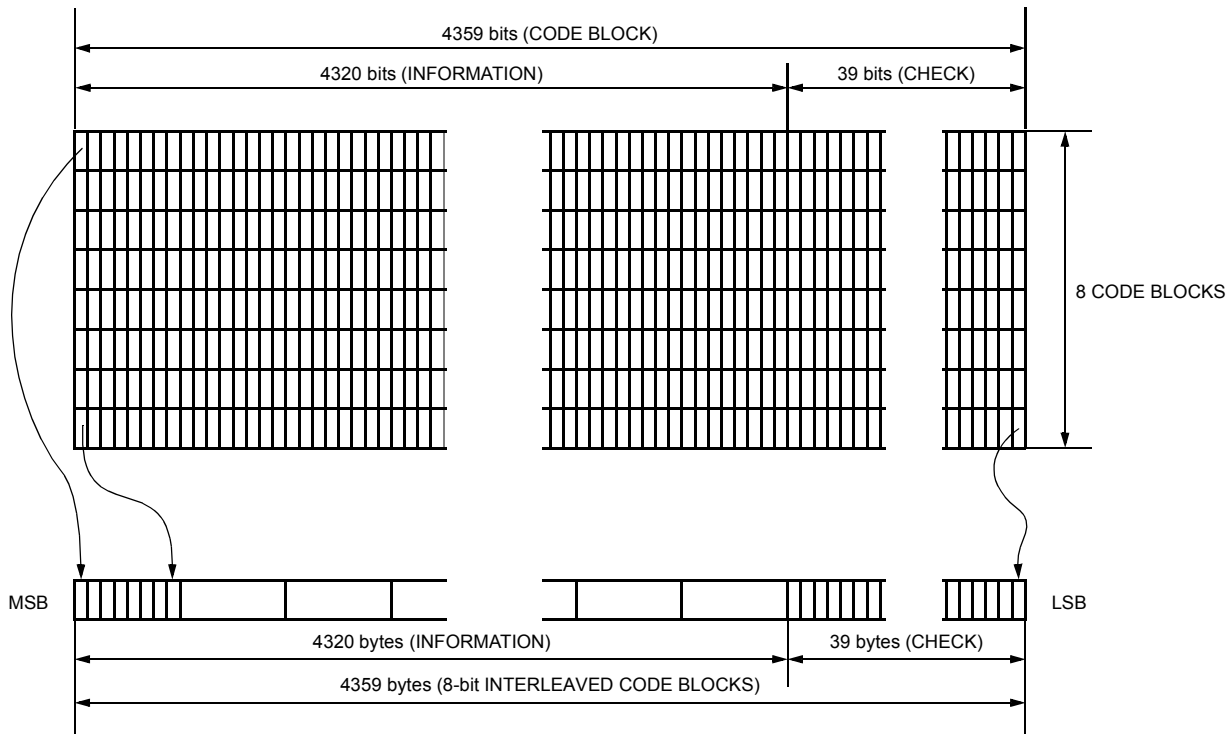 4359 bits (CODE BLOCK)
4320 bits (INFORMATION)
39 bits (CHECK)
8 CODE BLOCKS
MSB
LSB
4320 bytes (INFORMATION)
39 bytes (CHECK)
4359 bytes (8-bit INTERLEAVED CODE BLOCKS)